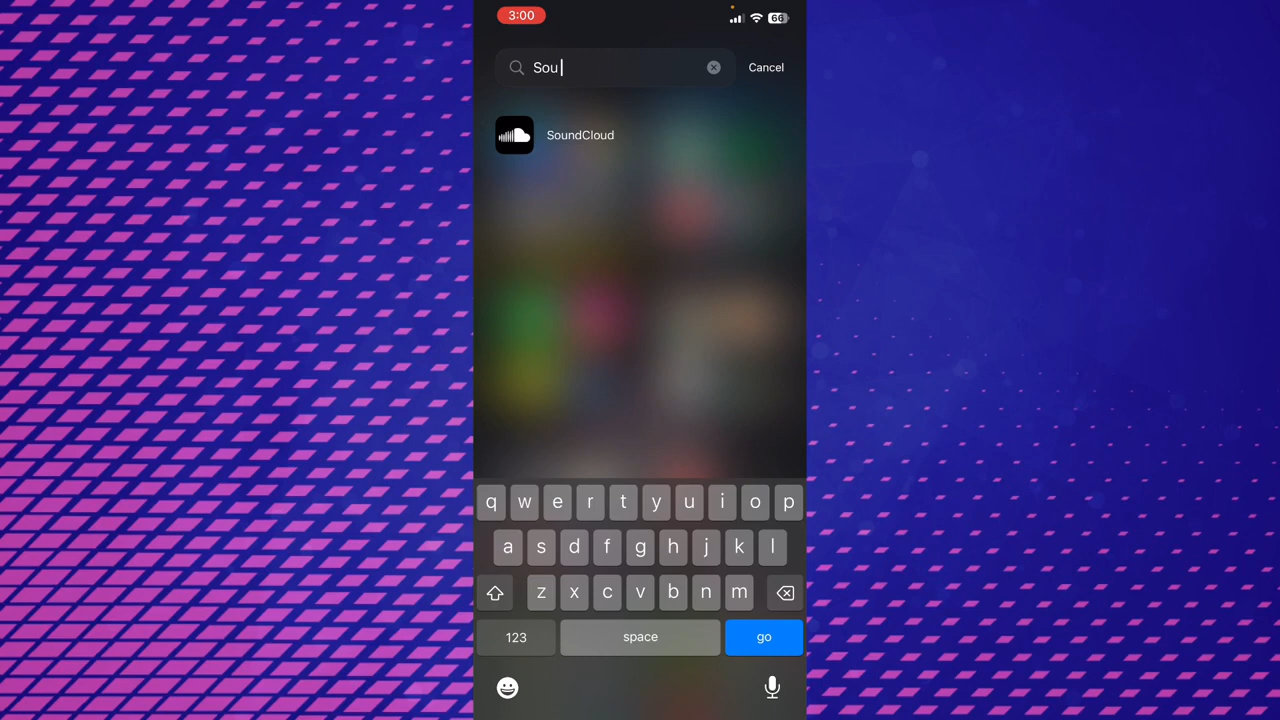 3:00
66
Sou
Cancel
SoundCloud
q w e r t y u i o p
a s d f g h j k l
z x c v b n m
123 space go